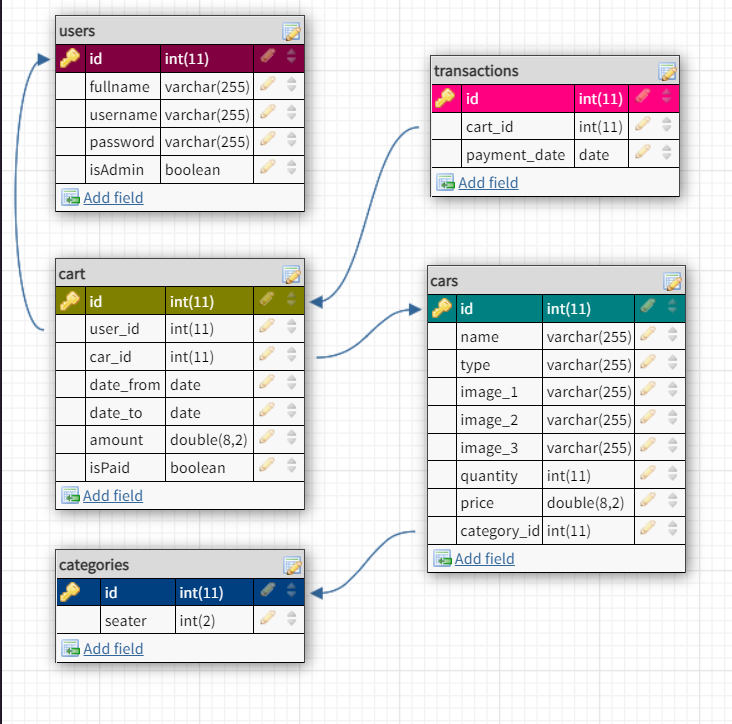 users
id int(11)
fullname varchar(255)
username varchar(255)
password varchar(255)
isAdmin boolean
Add field
transactions
id int(11)
cart_id int(11)
payment_date date
Add field
cart
id int(11)
user_id int(11)
car_id int(11)
date_from date
date_to date
amount double(8,2)
isPaid boolean
Add field
cars
id int(11)
name varchar(255)
type varchar(255)
image_1 varchar(255)
image_2 varchar(255)
image_3 varchar(255)
quantity int(11)
price double(8,2)
category_id int(11)
Add field
categories
id int(11)
seater int(2)
Add field